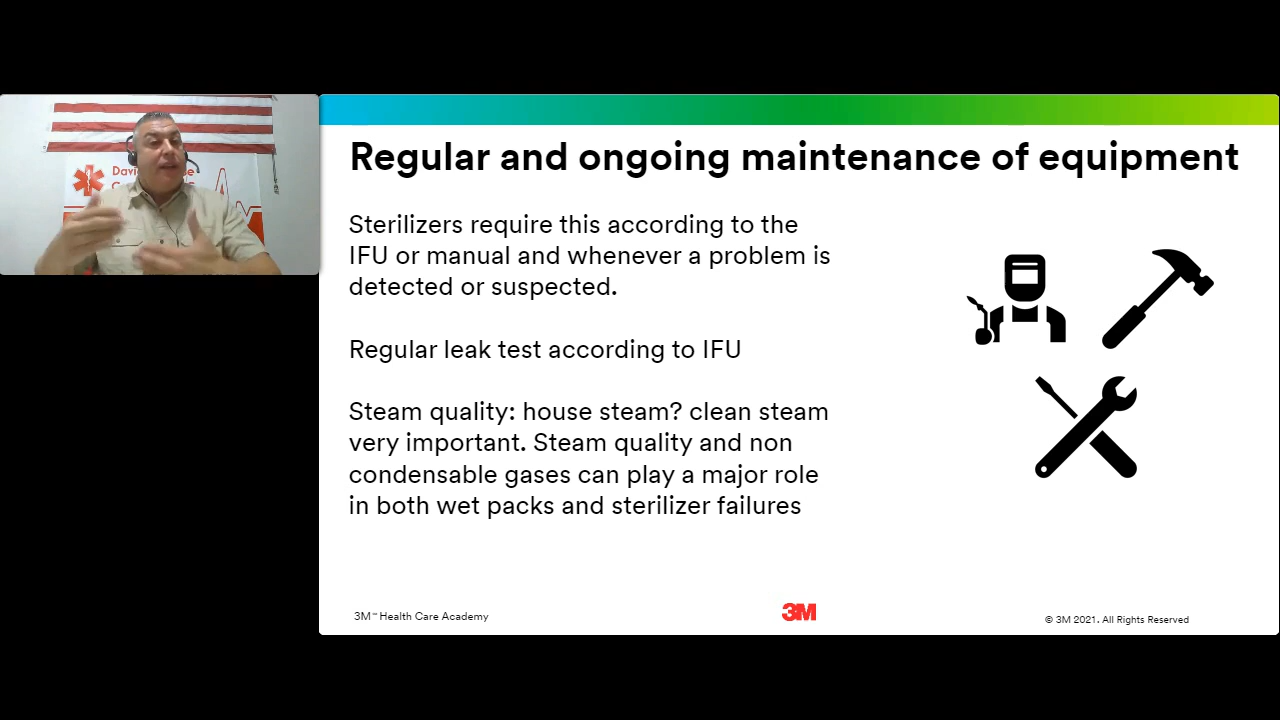 Regular and ongoing maintenance of equipment
Sterilizers require this according to the
IFU or manual and whenever a problem is
detected or suspected.
Regular leak test according to IFU
Steam quality: house steam? clean steam
very important. Steam quality and non
condensable gases can play a major role
in both wet packs and sterilizer failures
3M™ Health Care Academy
3M
© 3M 2021. All Rights Reserved